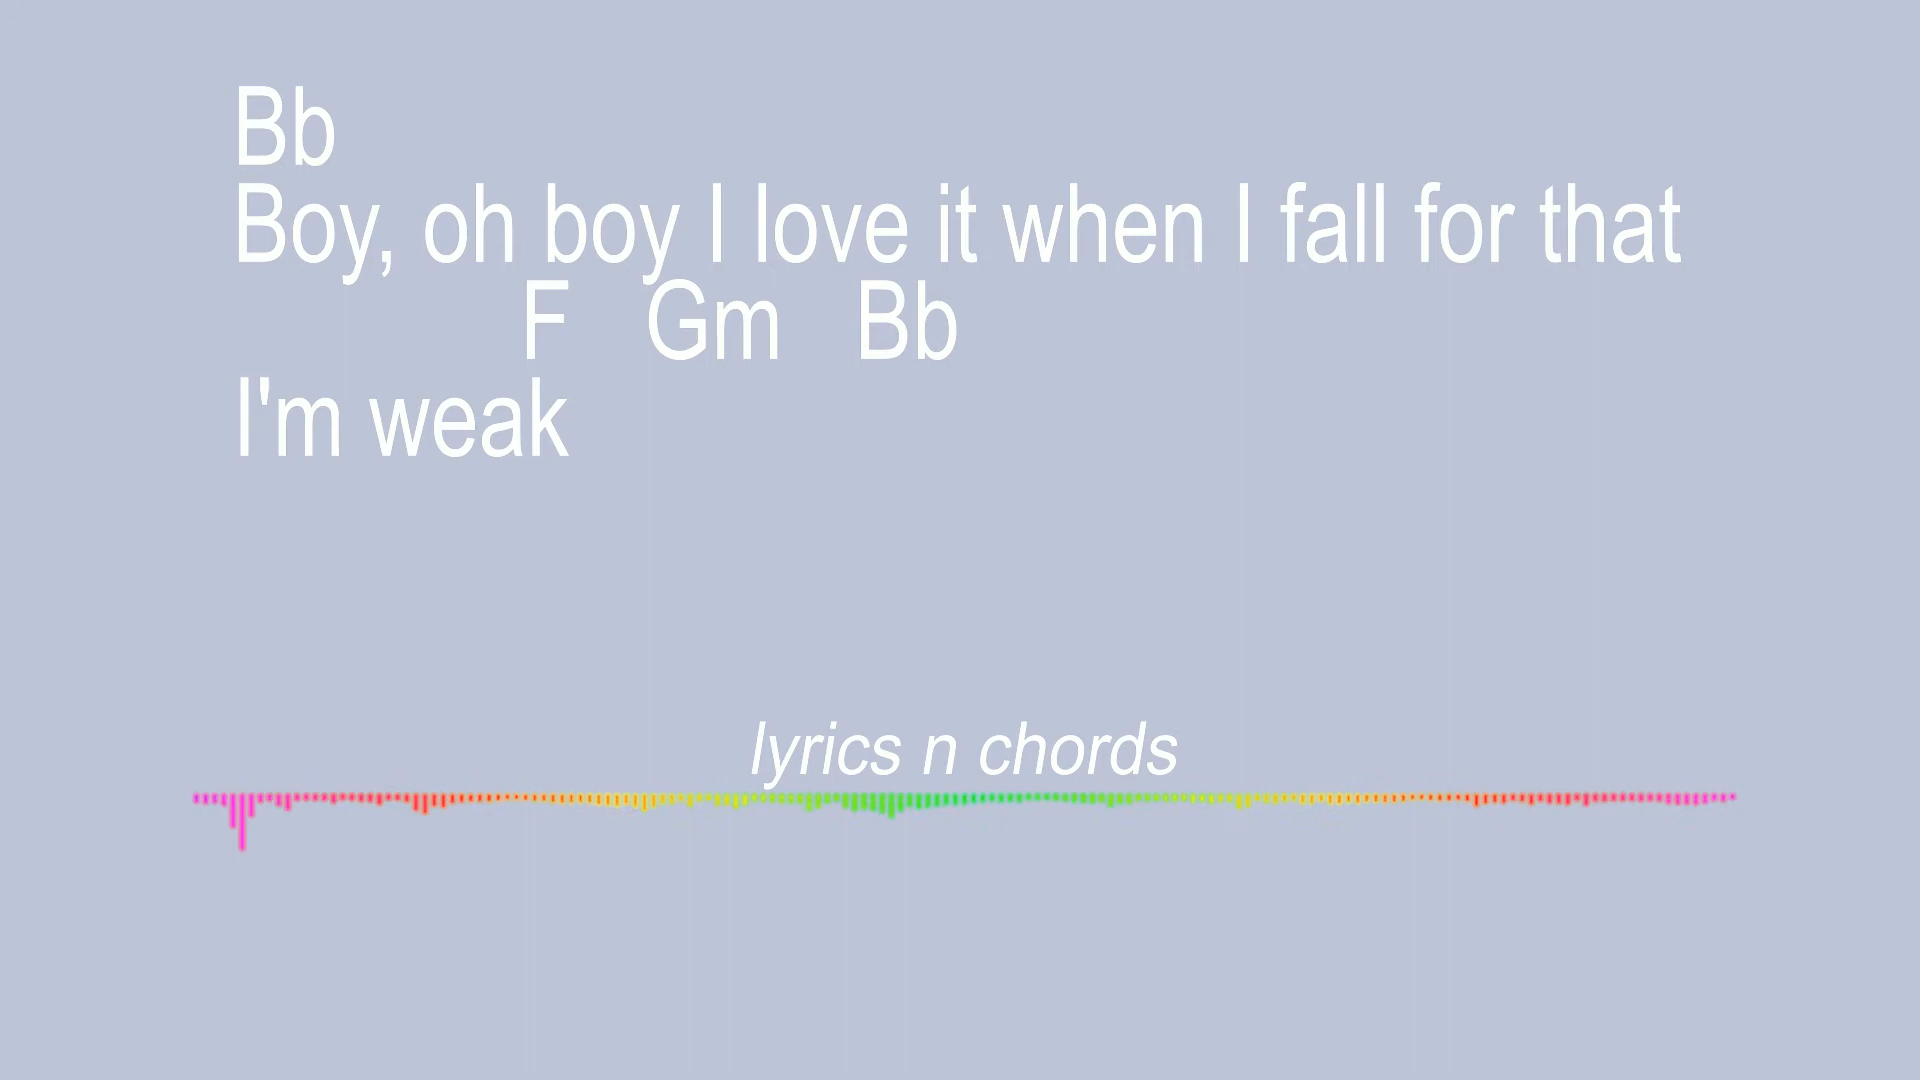 Bb
Boy, oh boy I love it when I fall for that
F Gm Bb
I'm weak
lyrics n chords